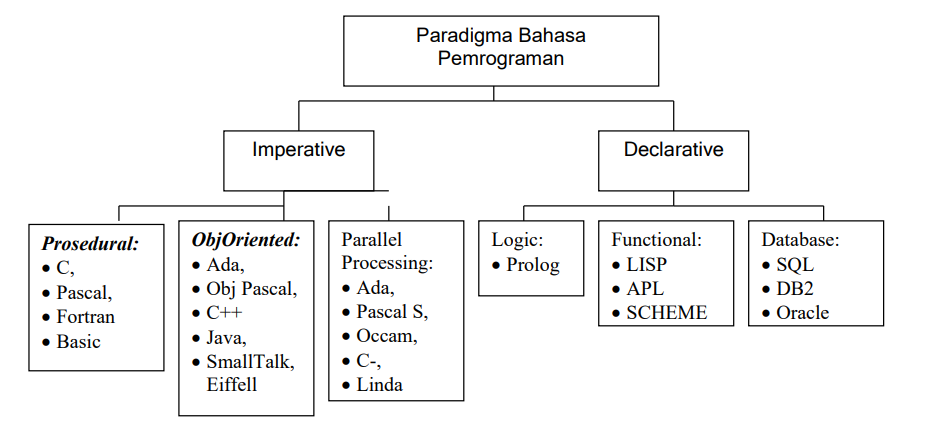 Paradigma Bahasa
Pemrograman
Imperative
Declarative
Prosedural:
• C,
• Pascal,
• Fortran
• Basic
ObjOriented:
• Ada,
• Obj Pascal,
• C++
• Java,
• SmallTalk,
Eiffell
Parallel
Processing:
• Ada,
• Pascal S,
• Occam,
• C-,
• Linda
Logic:
• Prolog
Functional:
• LISP
• APL
• SCHEME
Database:
• SQL
• DB2
• Oracle